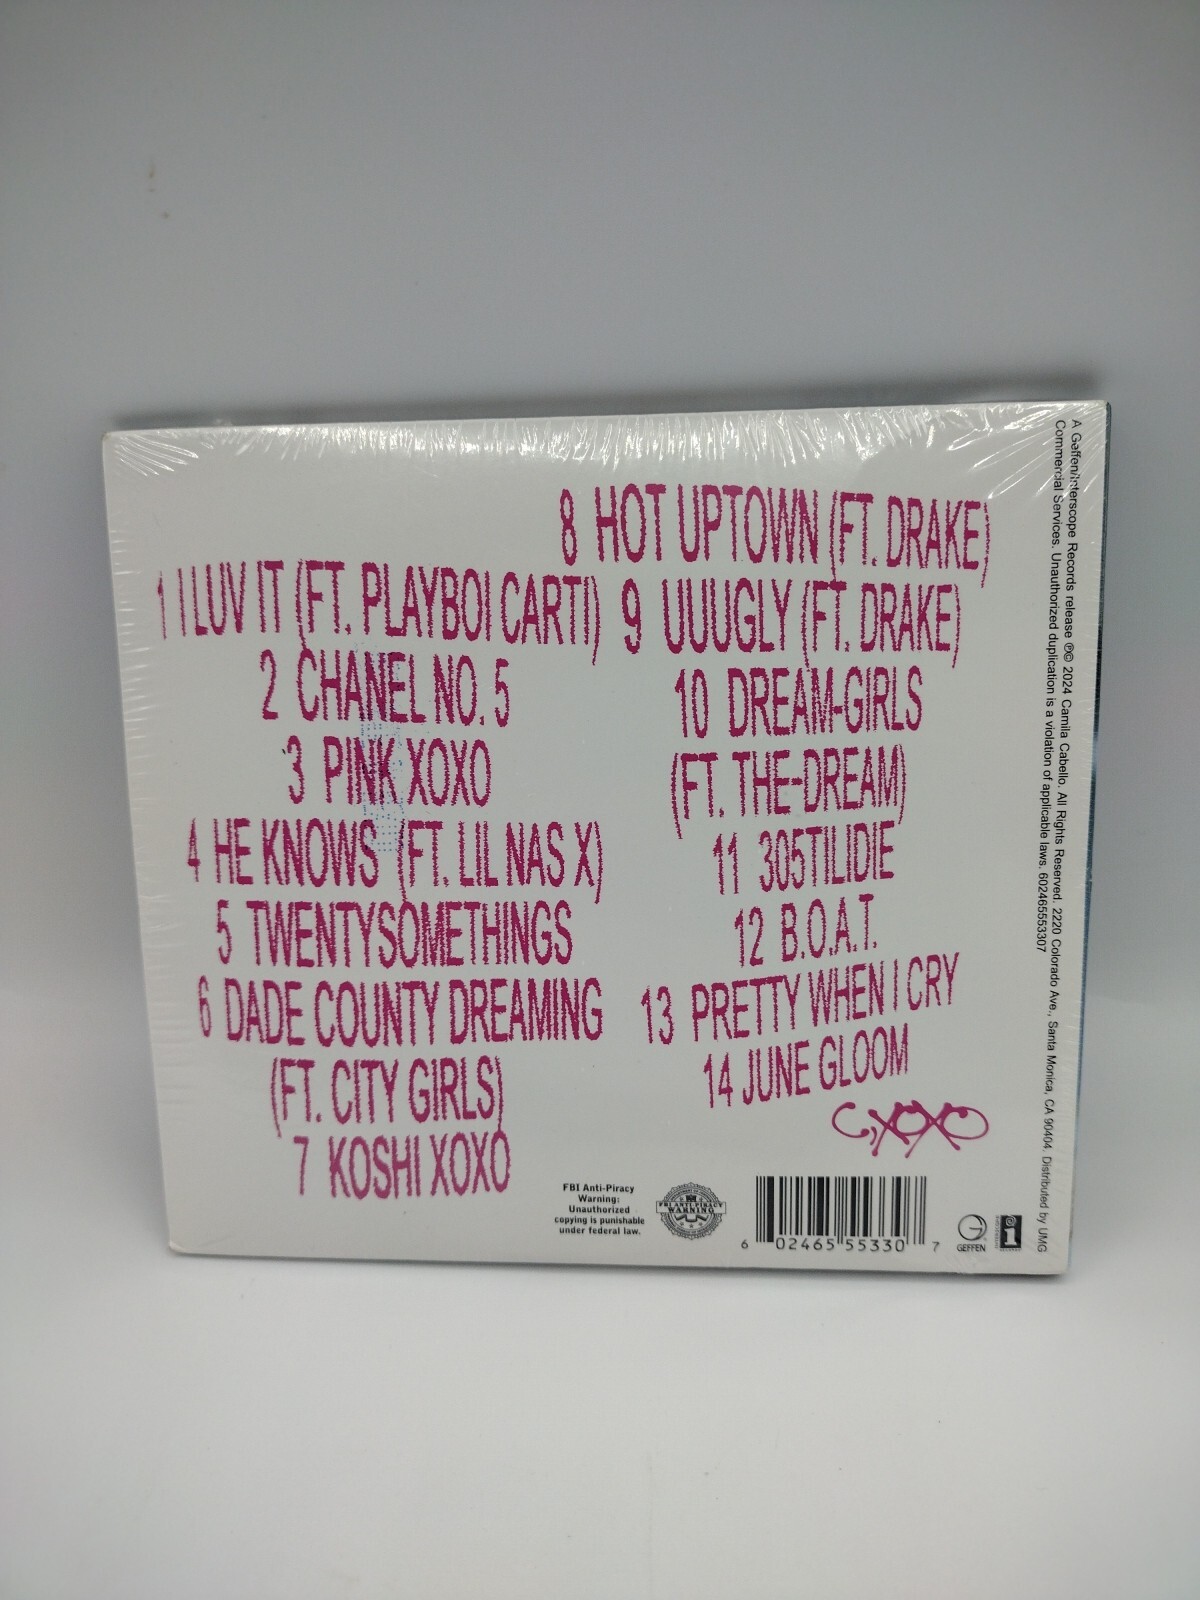 1 I LUV IT (FT. PLAYBOI CARTI)
2 CHANEL NO. 5
3 PINK XOXO
4 HE KNOWS (FT. LIL NAS X)
5 TWENTYSOMETHINGS
6 DADE COUNTY DREAMING
(FT. CITY GIRLS)
7 KOSHI XOXO
8 HOT UPTOWN (FT. DRAKE)
9 UUUGLY (FT. DRAKE)
10 DREAM-GIRLS
(FT. THE-DREAM)
11 305TILIDIE
12 B.O.A.T.
13 PRETTY WHEN I CRY
14 JUNE GLOOM
C,XOXO
FBI Anti-Piracy
Warning:
Unauthorized
copying is punishable
under federal law.
FBI ANTI-PIRACY
WARNING
6 02465 55330 7
GEFFEN
A Geffen/Interscope Records release ℗© 2024 Camila Cabello. All Rights Reserved. 2220 Colorado Ave., Santa Monica, CA 90404. Distributed by UMG
Commercial Services. Unauthorized duplication is a violation of applicable laws. 602465553307